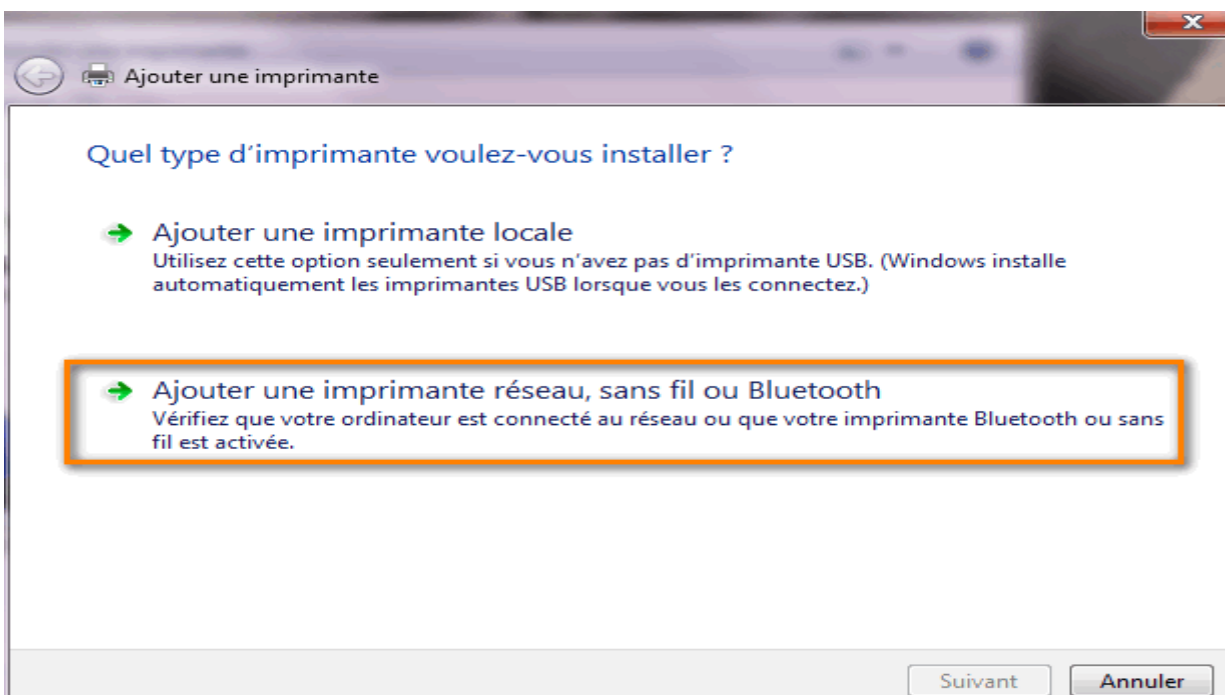 Ajouter une imprimante
Quel type d'imprimante voulez-vous installer ?
Ajouter une imprimante locale
Utilisez cette option seulement si vous n'avez pas d'imprimante USB. (Windows installe
automatiquement les imprimantes USB lorsque vous les connectez.)
Ajouter une imprimante réseau, sans fil ou Bluetooth
Vérifiez que votre ordinateur est connecté au réseau ou que votre imprimante Bluetooth ou sans
fil est activée.
Suivant
Annuler